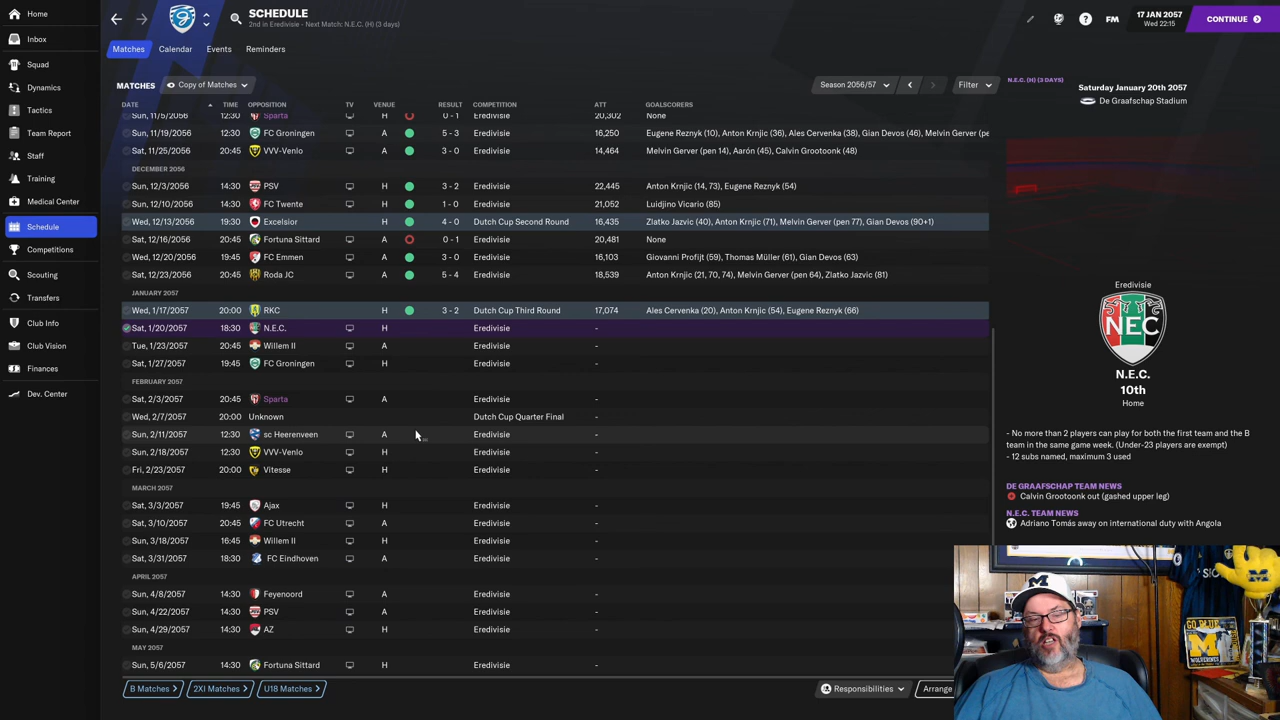 Home
Inbox
Squad
Dynamics
Tactics
Team Report
Staff
Training
Medical Center
Schedule
Competitions
Scouting
Transfers
Club Info
Club Vision
Finances
Dev. Center
SCHEDULE
2nd in Eredivisie - Next Match: N.E.C. (H) (3 days)
FM
17 JAN 2057
Wed 22:15
CONTINUE
Matches Calendar Events Reminders
MATCHES Copy of Matches Season 2056/57 Filter
DATE TIME OPPOSITION TV VENUE RESULT COMPETITION ATT GOALSCORERS
Sun, 11/5/2056 12:30 Sparta H 0 - 1 Eredivisie 20,302 None
Sun, 11/19/2056 12:30 FC Groningen A 5 - 3 Eredivisie 16,250 Eugene Reznyk (10), Anton Krnjic (36), Ales Cervenka (38), Gian Devos (46), Melvin Gerver (pe
Sat, 11/25/2056 20:45 VVV-Venlo A 3 - 0 Eredivisie 14,464 Melvin Gerver (pen 14), Aarón (45), Calvin Grootoonk (48)
DECEMBER 2056
Sun, 12/3/2056 14:30 PSV H 3 - 2 Eredivisie 22,445 Anton Krnjic (14, 73), Eugene Reznyk (54)
Sun, 12/10/2056 14:30 FC Twente H 1 - 0 Eredivisie 21,052 Luidjino Vicario (85)
Wed, 12/13/2056 19:30 Excelsior H 4 - 0 Dutch Cup Second Round 16,435 Zlatko Jazvic (40), Anton Krnjic (71), Melvin Gerver (pen 77), Gian Devos (90+1)
Sat, 12/16/2056 20:45 Fortuna Sittard A 0 - 1 Eredivisie 20,481 None
Wed, 12/20/2056 19:45 FC Emmen A 3 - 0 Eredivisie 16,103 Giovanni Profijt (59), Thomas Müller (61), Gian Devos (63)
Sat, 12/23/2056 20:45 Roda JC A 5 - 4 Eredivisie 18,539 Anton Krnjic (21, 70, 74), Melvin Gerver (pen 64), Zlatko Jazvic (81)
JANUARY 2057
Wed, 1/17/2057 20:00 RKC H 3 - 2 Dutch Cup Third Round 17,074 Ales Cervenka (20), Anton Krnjic (54), Eugene Reznyk (66)
Sat, 1/20/2057 18:30 N.E.C. H Eredivisie -
Tue, 1/23/2057 20:45 Willem II A Eredivisie -
Sat, 1/27/2057 19:45 FC Groningen H Eredivisie -
FEBRUARY 2057
Sat, 2/3/2057 20:45 Sparta A Eredivisie -
Wed, 2/7/2057 20:00 Unknown Dutch Cup Quarter Final -
Sun, 2/11/2057 12:30 sc Heerenveen A Eredivisie -
Sun, 2/18/2057 12:30 VVV-Venlo H Eredivisie -
Fri, 2/23/2057 20:00 Vitesse H Eredivisie -
MARCH 2057
Sat, 3/3/2057 19:45 Ajax H Eredivisie -
Sat, 3/10/2057 20:45 FC Utrecht A Eredivisie -
Sun, 3/18/2057 16:45 Willem II H Eredivisie -
Sat, 3/31/2057 18:30 FC Eindhoven A Eredivisie -
APRIL 2057
Sun, 4/8/2057 14:30 Feyenoord A Eredivisie -
Sun, 4/22/2057 14:30 PSV A Eredivisie -
Sun, 4/29/2057 14:30 AZ H Eredivisie -
MAY 2057
Sun, 5/6/2057 14:30 Fortuna Sittard H Eredivisie -
B Matches 2XI Matches U18 Matches Responsibilities Arrange
N.E.C. (H) (3 DAYS)
Saturday January 20th 2057
De Graafschap Stadium
Eredivisie
NEC
N.E.C.
10th
Home
- No more than 2 players can play for both the first team and the B
team in the same game week. (Under-23 players are exempt)
- 12 subs named, maximum 3 used
DE GRAAFSCHAP TEAM NEWS
Calvin Grootoonk out (gashed upper leg)
N.E.C. TEAM NEWS
Adriano Tomás away on international duty with Angola
M
M
GO BLUE
M
WOLVERINES